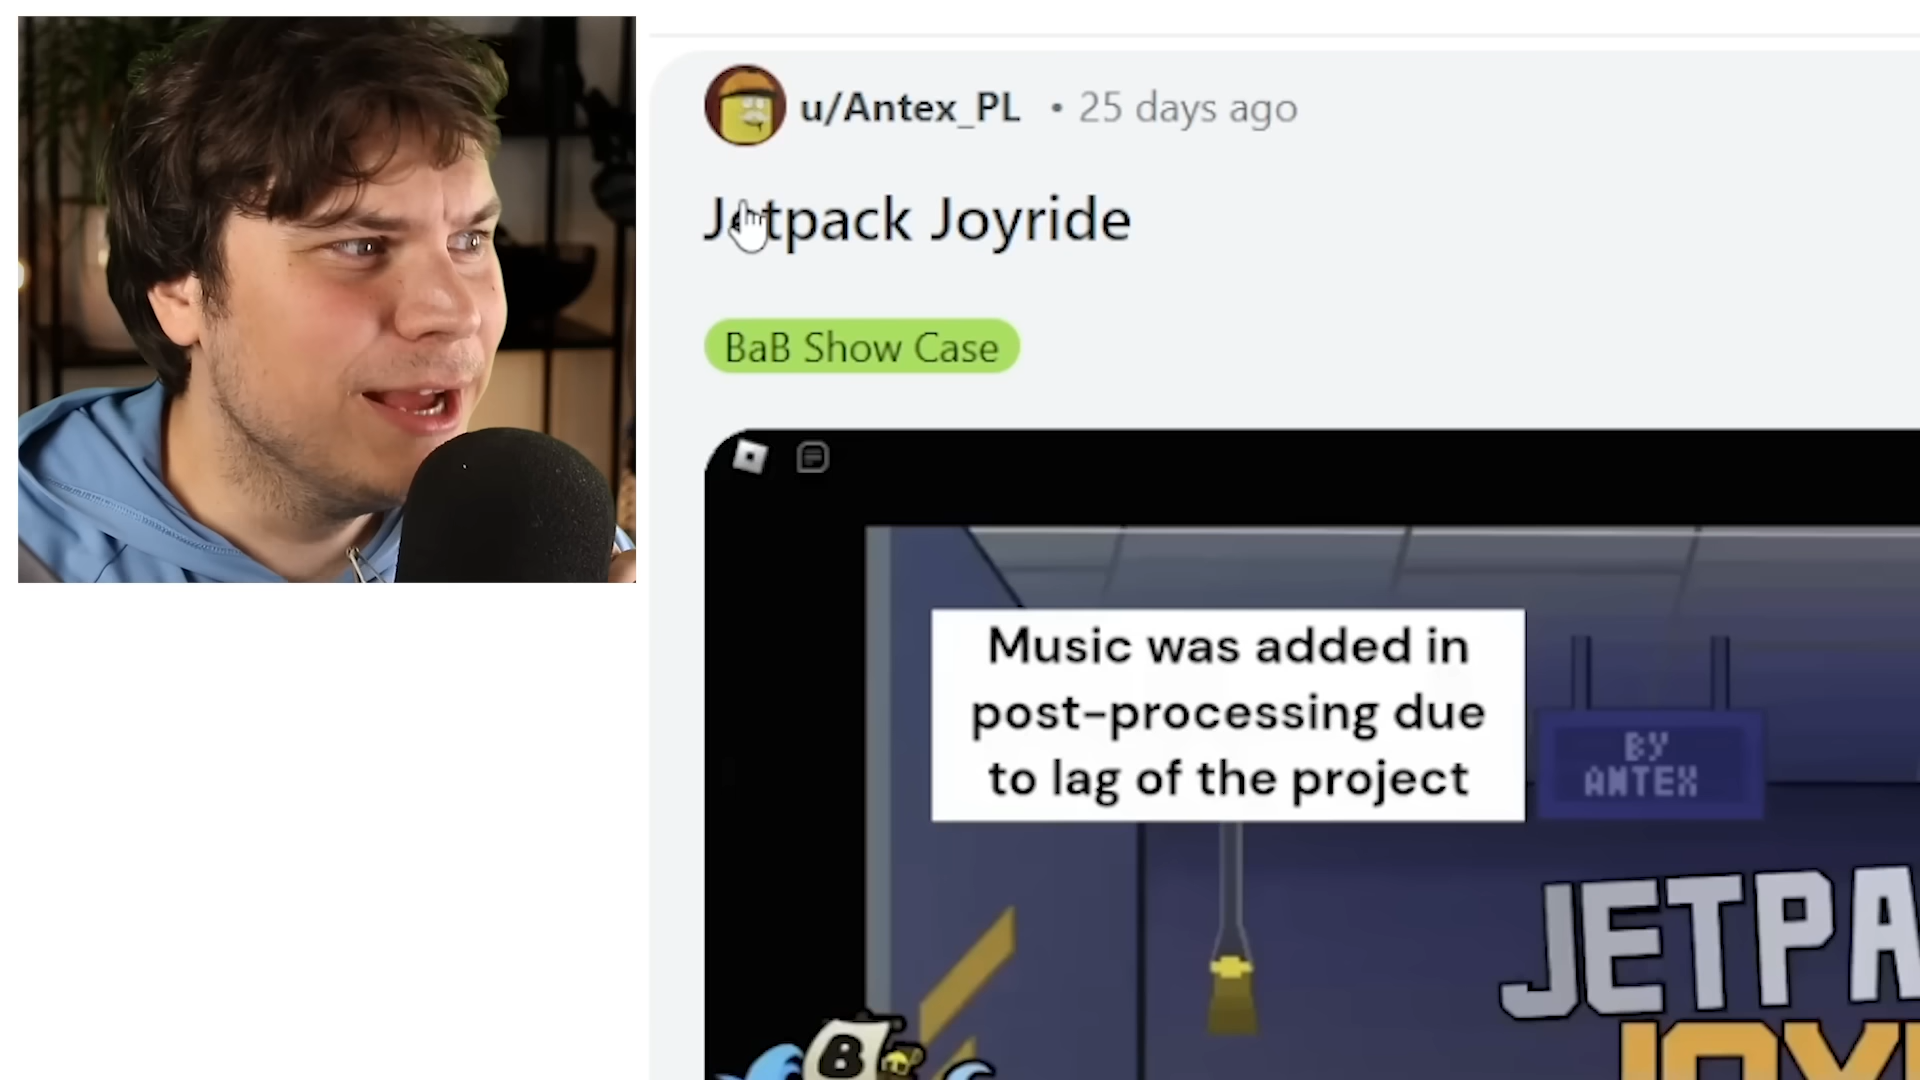 u/Antex_PL • 25 days ago
Jetpack Joyride
BaB Show Case
Music was added in
post-processing due
to lag of the project
BY
ANTEX
JETPA
JOY
B